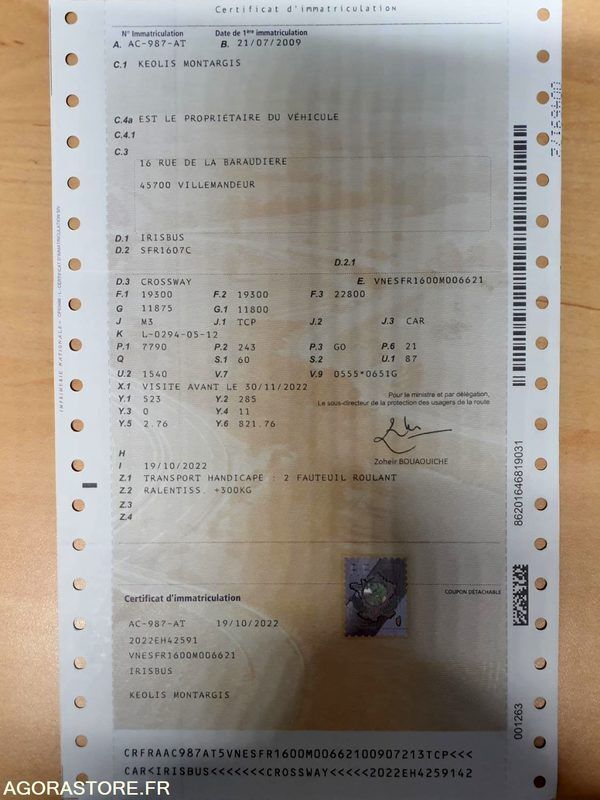 Certificat d'immatriculation
N° Immatriculation Date de 1ère immatriculation
A. AC-987-AT B. 21/07/2009
C.1 KEOLIS MONTARGIS
C.4a EST LE PROPRIETAIRE DU VÉHICULE
C.4.1
C.3
16 RUE DE LA BARAUDIERE
45700 VILLEMANDEUR
D.1 IRISBUS
D.2 SFR1607C
D.2.1
D.3 CROSSWAY E. VNESFR1600M006621
F.1 19300 F.2 19300 F.3 22800
G 11875 G.1 11800
J M3 J.1 TCP J.2 J.3 CAR
K L-0294-05-12
P.1 7790 P.2 243 P.3 GO P.6 21
Q S.1 60 S.2 U.1 87
U.2 1540 V.7 V.9 0555*0651G
X.1 VISITE AVANT LE 30/11/2022
Y.1 523 Y.2 285
Y.3 0 Y.4 11
Y.5 2.76 Y.6 821.76
Pour le ministre et par délégation,
Le sous-directeur de la protection des usagers de la route
Zoheir BOUAOUICHE
H
I 19/10/2022
Z.1 TRANSPORT HANDICAPE : 2 FAUTEUIL ROULANT
Z.2 RALENTISS. +300KG
Z.3
Z.4
86201646819031
COUPON DÉTACHABLE
Certificat d'immatriculation
AC-987-AT 19/10/2022
2022EH42591
VNESFR1600M006621
IRISBUS
KEOLIS MONTARGIS
001263
CRFRAAC987AT5VNESFR1600M00662100907213TCP<<<
CAR<IRISBUS<<<<<<<CROSSWAY<<<<<2022EH4259142
AGORASTORE.FR